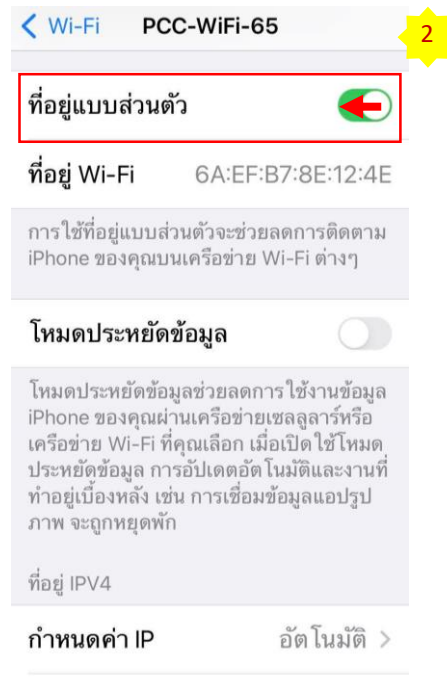 Wi-Fi PCC-WiFi-65
2
ที่อยู่แบบส่วนตัว
ที่อยู่ Wi-Fi 6A:EF:B7:8E:12:4E
การใช้ที่อยู่แบบส่วนตัวจะช่วยลดการติดตาม
iPhone ของคุณบนเครือข่าย Wi-Fi ต่างๆ
โหมดประหยัดข้อมูล
โหมดประหยัดข้อมูลช่วยลดการใช้งานข้อมูล
iPhone ของคุณผ่านเครือข่ายเซลลูลาร์หรือ
เครือข่าย Wi-Fi ที่คุณเลือก เมื่อเปิดใช้โหมด
ประหยัดข้อมูล การอัปเดตอัตโนมัติและงานที่
ทำอยู่เบื้องหลัง เช่น การเชื่อมข้อมูลแอปรูป
ภาพ จะถูกหยุดพัก
ที่อยู่ IPV4
กำหนดค่า IP อัตโนมัติ >